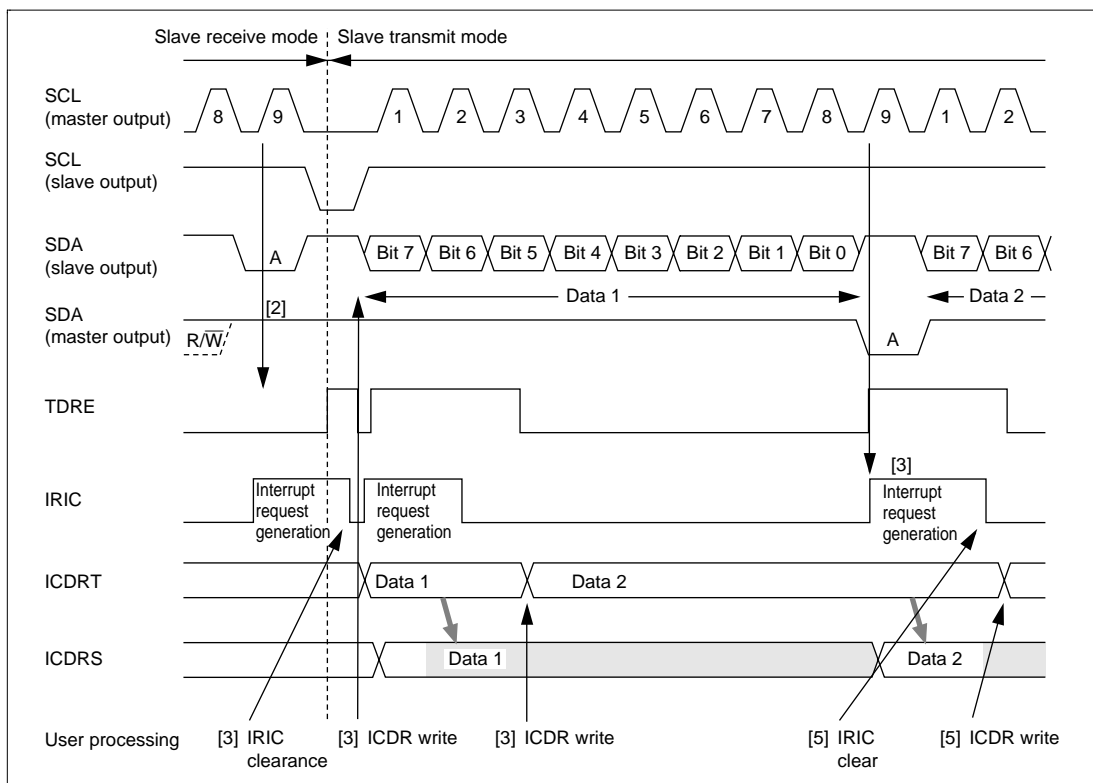 Slave receive mode Slave transmit mode
SCL
(master output)
8 9 1 2 3 4 5 6 7 8 9 1 2
SCL
(slave output)
SDA
(slave output)
A Bit 7 Bit 6 Bit 5 Bit 4 Bit 3 Bit 2 Bit 1 Bit 0 Bit 7 Bit 6
Data 1 Data 2
SDA
(master output)
[2]
R/W A
TDRE
[3]
IRIC
Interrupt
request
generation
Interrupt
request
generation
Interrupt
request
generation
ICDRT
Data 1 Data 2
ICDRS
Data 1 Data 2
User processing
[3] IRIC
clearance
[3] ICDR write
[3] ICDR write
[5] IRIC
clear
[5] ICDR write